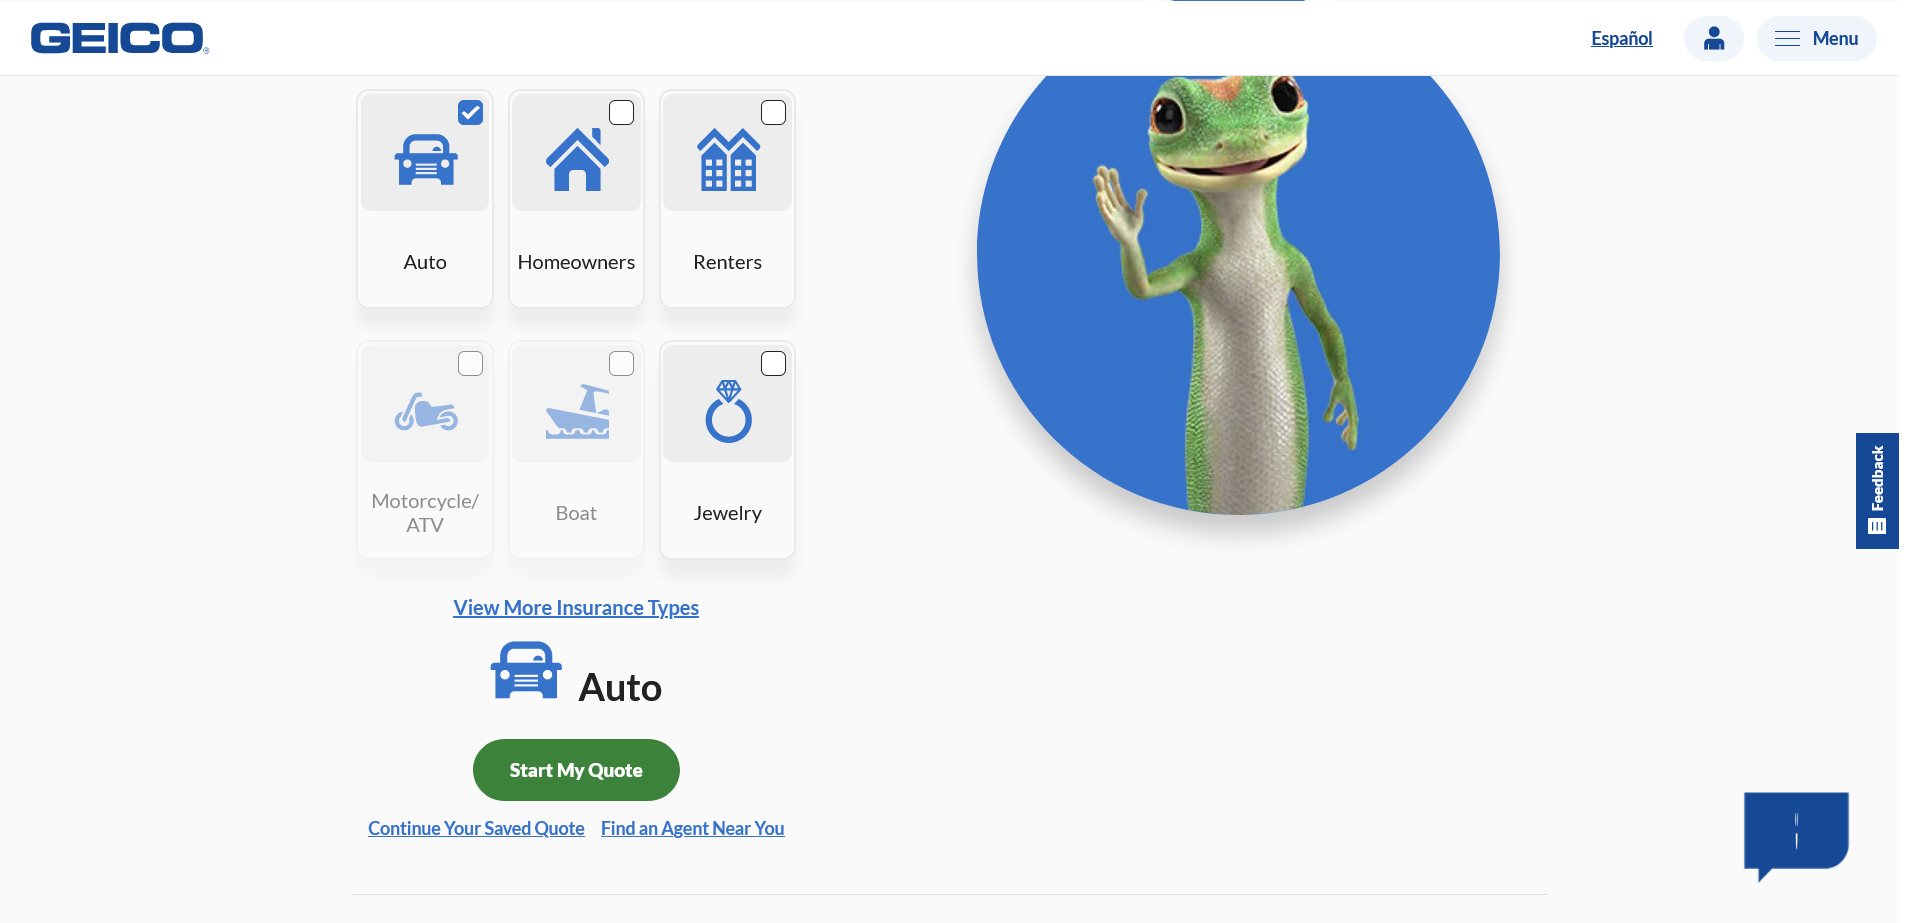 GEICO®
Español
Menu
Auto
Homeowners
Renters
Motorcycle/
ATV
Boat
Jewelry
View More Insurance Types
Auto
Start My Quote
Continue Your Saved Quote
Find an Agent Near You
Feedback